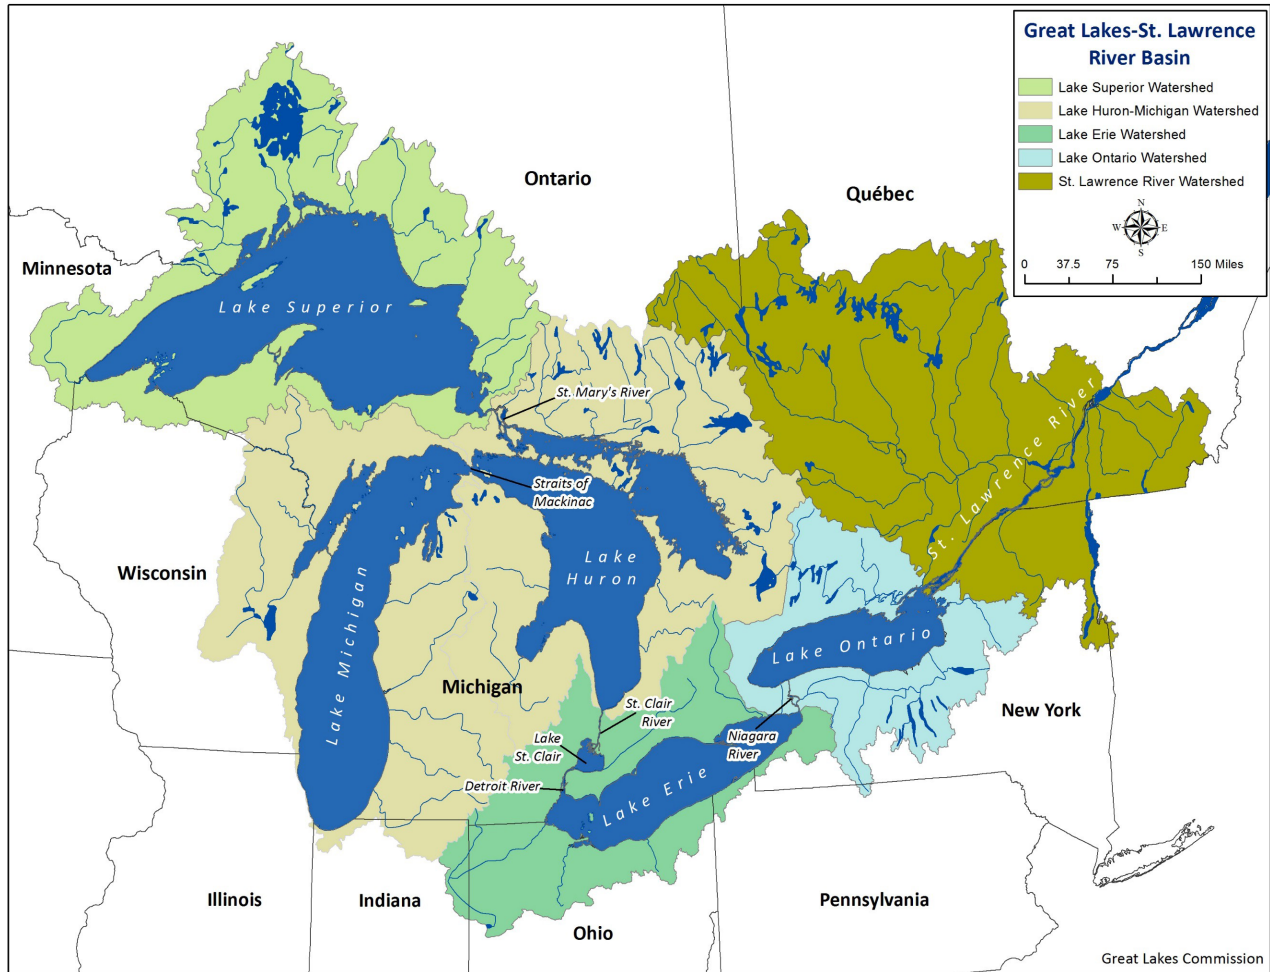 Great Lakes-St. Lawrence
River Basin
Lake Superior Watershed
Lake Huron-Michigan Watershed
Lake Erie Watershed
Lake Ontario Watershed
St. Lawrence River Watershed
N
W E
S
0 37.5 75 150 Miles
Ontario
Québec
Minnesota
Lake Superior
St. Mary's River
Straits of
Mackinac
St. Lawrence River
Wisconsin
Lake
Huron
Lake Michigan
Lake Ontario
Michigan
New York
St. Clair
River
Lake
St. Clair
Niagara
River
Detroit River
Lake Erie
Illinois
Indiana
Ohio
Pennsylvania
Great Lakes Commission